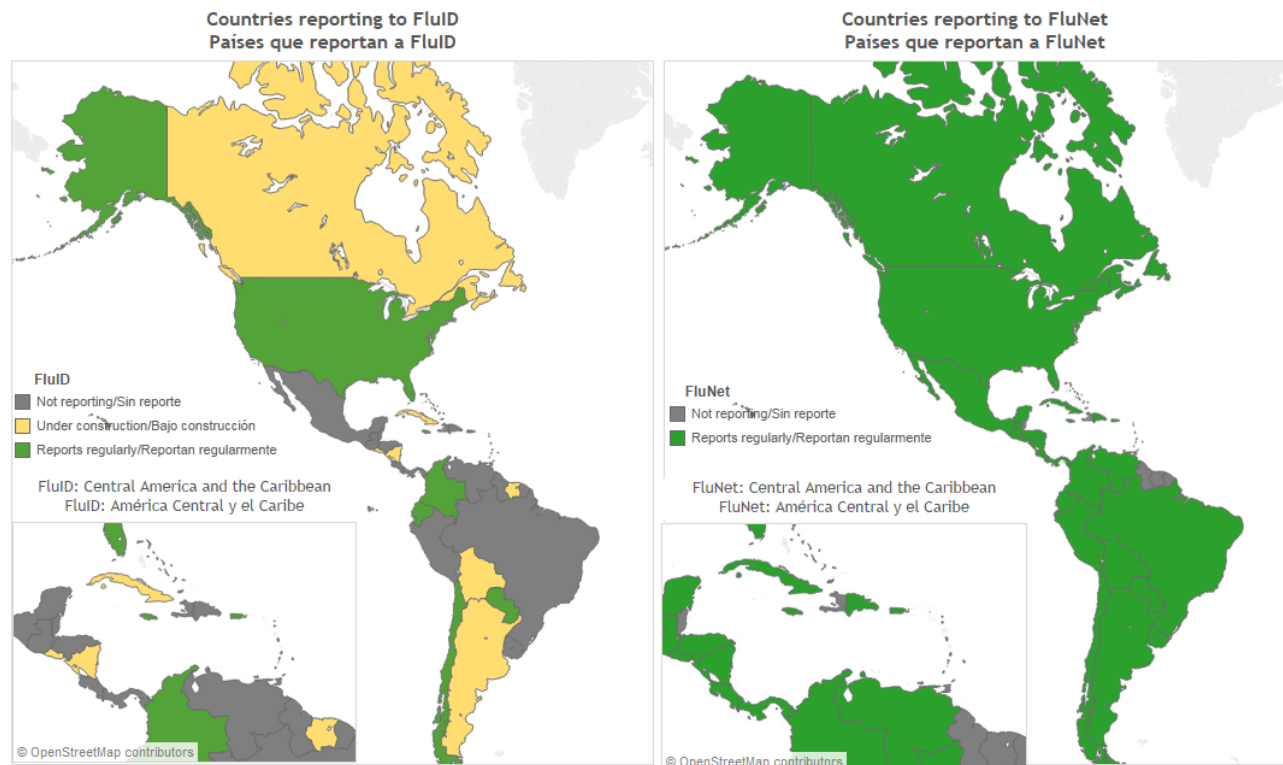 Countries reporting to FluID
Países que reportan a FluID
FluID
Not reporting/Sin reporte
Under construction/Bajo construcción
Reports regularly/Reportan regularmente
FluID: Central America and the Caribbean
FluID: América Central y el Caribe
© OpenStreetMap contributors
Countries reporting to FluNet
Países que reportan a FluNet
FluNet
Not reporting/Sin reporte
Reports regularly/Reportan regularmente
FluNet: Central America and the Caribbean
FluNet: América Central y el Caribe
© OpenStreetMap contributors